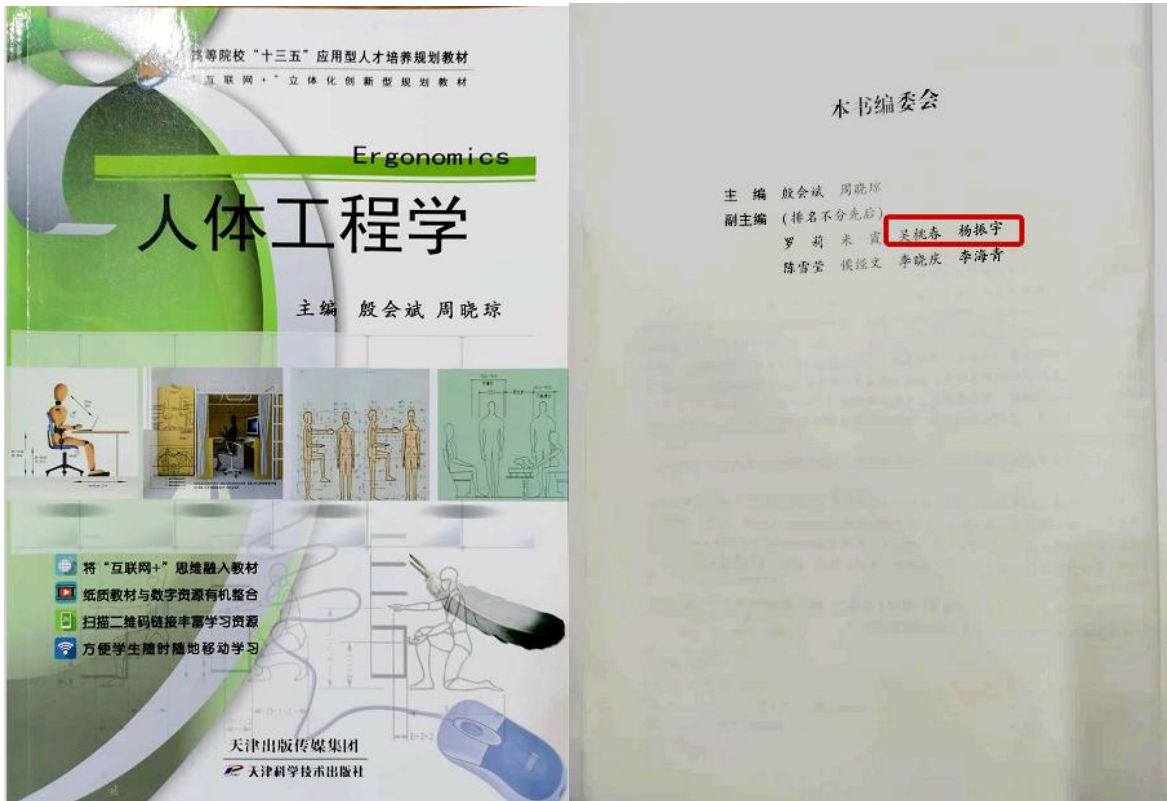 高等院校“十三五”应用型人才培养规划教材
互联网+”立体化创新型规划教材
Ergonomics
人体工程学
主编 殷会斌 周晓琼
将“互联网+”思维融入教材
纸质教材与数字资源有机整合
扫描二维码链接丰富学习资源
方便学生随时随地移动学习
天津出版传媒集团
天津科学技术出版社
本书编委会
主 编 殷会斌 周晓琼
副主编 (排名不分先后)
罗 莉 米 霞 吴桃春 杨振宇
陈雪莹 侯经文 李晓庆 李海青